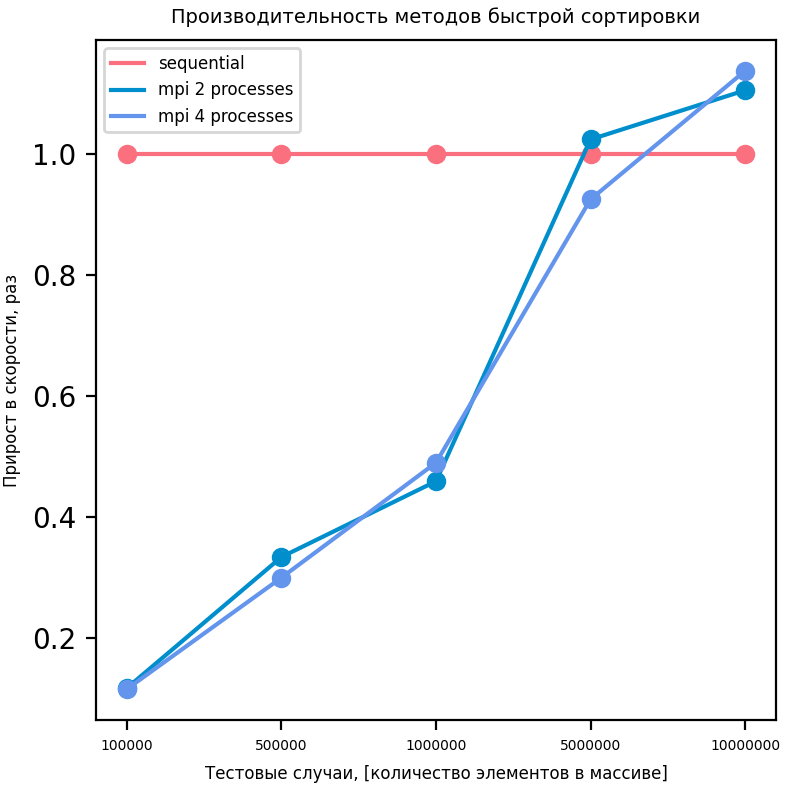 Производительность методов быстрой сортировки
sequential
mpi 2 processes
mpi 4 processes
Прирост в скорости, раз
1.0
0.8
0.6
0.4
0.2
100000
500000
1000000
5000000
10000000
Тестовые случаи, [количество элементов в массиве]